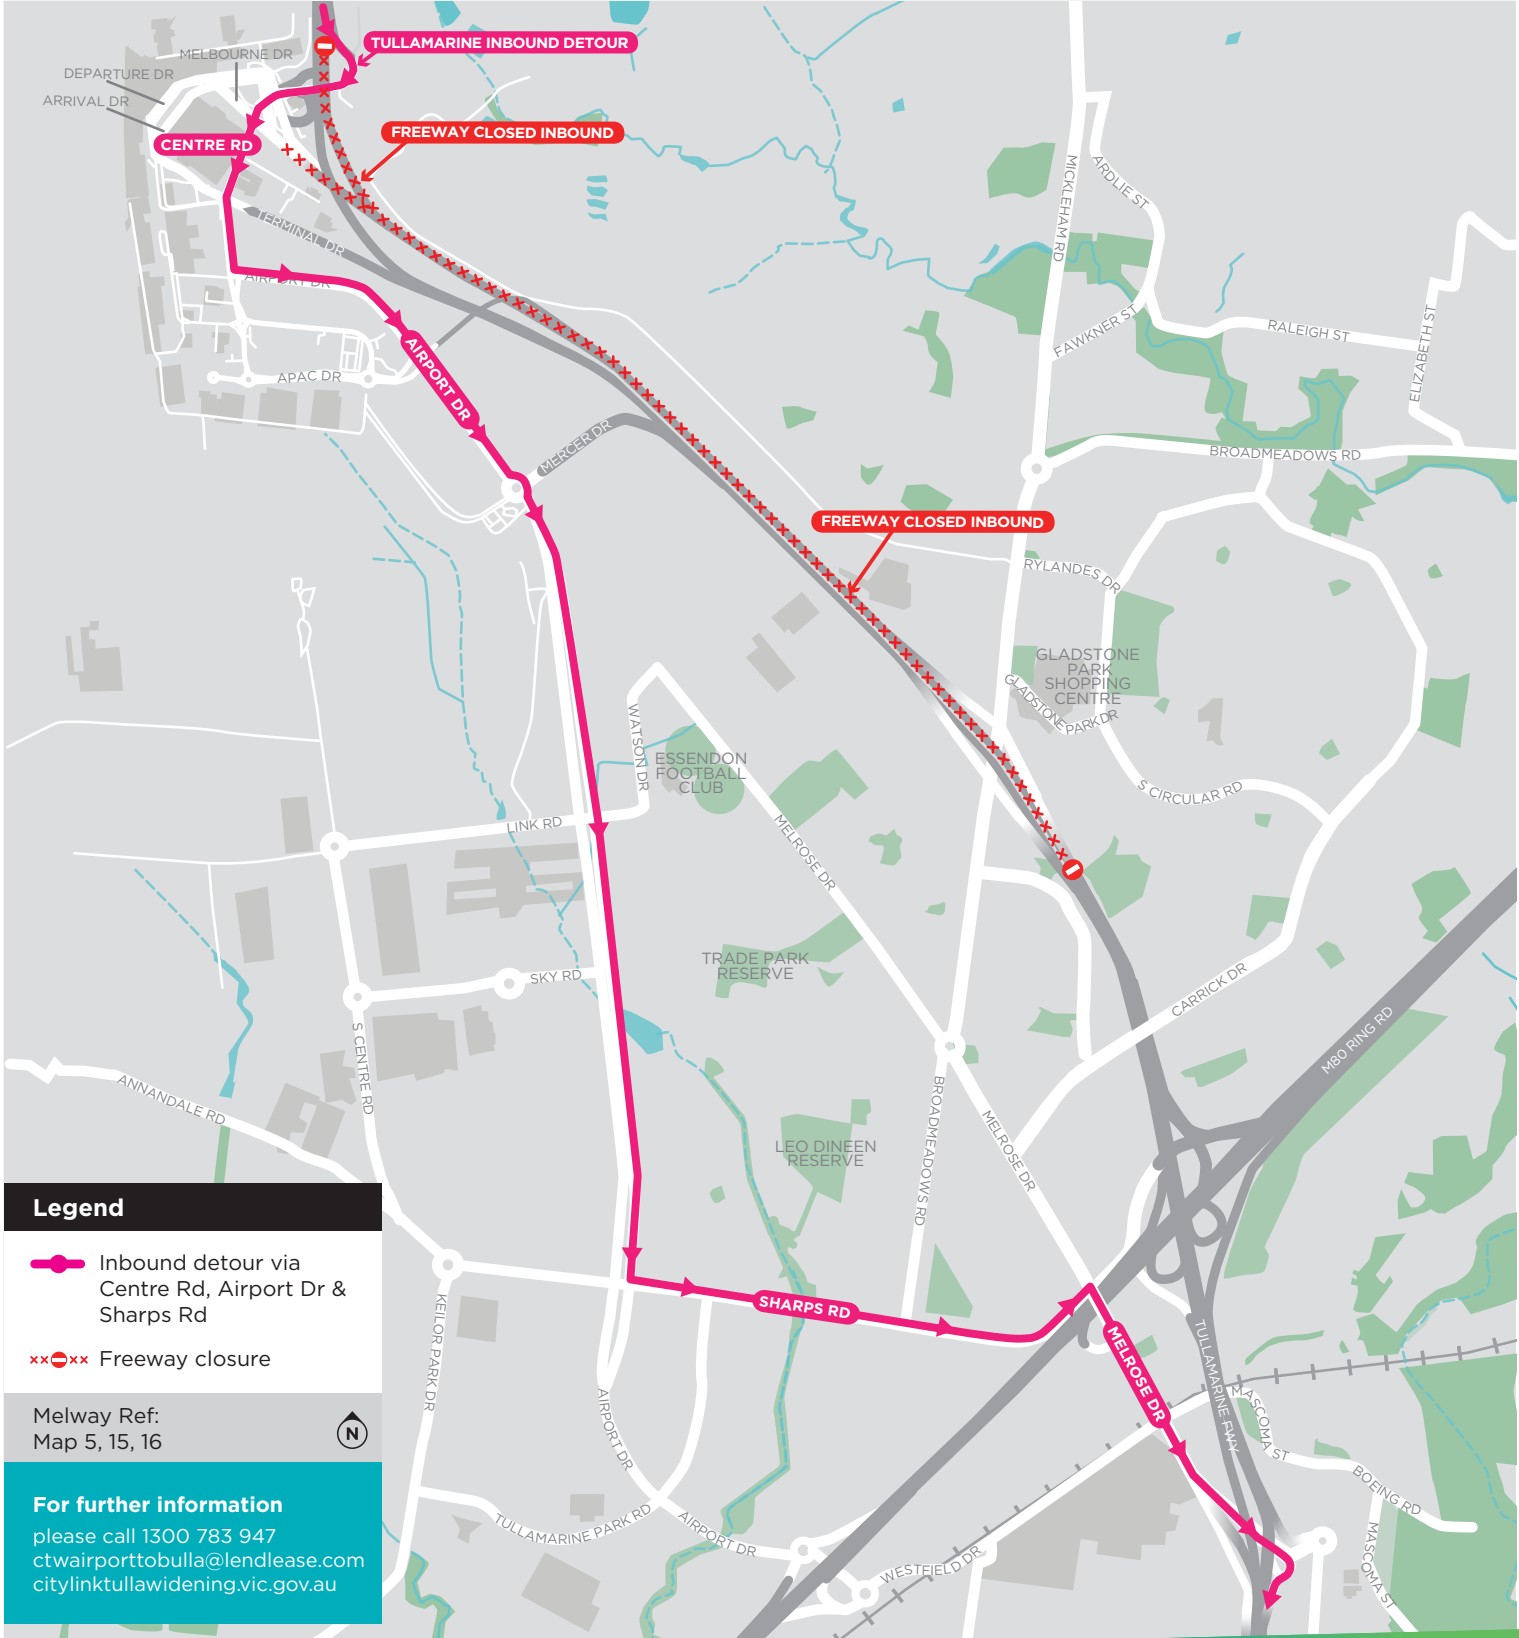 TULLAMARINE INBOUND DETOUR
MELBOURNE DR
DEPARTURE DR
ARRIVAL DR
FREEWAY CLOSED INBOUND
CENTRE RD
TERMINAL DR
AIRPORT DR
AIRPORT DR
APAC DR
MERCER DR
MICKLEHAM RD
ARDLIE ST
FAWKNER ST
RALEIGH ST
ELIZABETH ST
BROADMEADOWS RD
FREEWAY CLOSED INBOUND
RYLANDES DR
GLADSTONE
PARK
SHOPPING
CENTRE
GLADSTONE PARK DR
S CIRCULAR RD
WATSON DR
ESSENDON
FOOTBALL
CLUB
LINK RD
MELROSE DR
TRADE PARK
RESERVE
SKY RD
CARRICK DR
M80 RING RD
S CENTRE RD
ANNANDALE RD
BROADMEADOWS RD
MELROSE DR
LEO DINEEN
RESERVE
SHARPS RD
MELROSE DR
TULLAMARINE FWY
KEILOR PARK DR
AIRPORT DR
MASCOMA ST
BOEING RD
MASCOMA ST
TULLAMARINE PARK RD
AIRPORT DR
WESTFIELD DR
Legend
Inbound detour via
Centre Rd, Airport Dr &
Sharps Rd
Freeway closure
Melway Ref:
Map 5, 15, 16
N
For further information
please call 1300 783 947
ctwairporttobulla@lendlease.com
citylinktullawidening.vic.gov.au